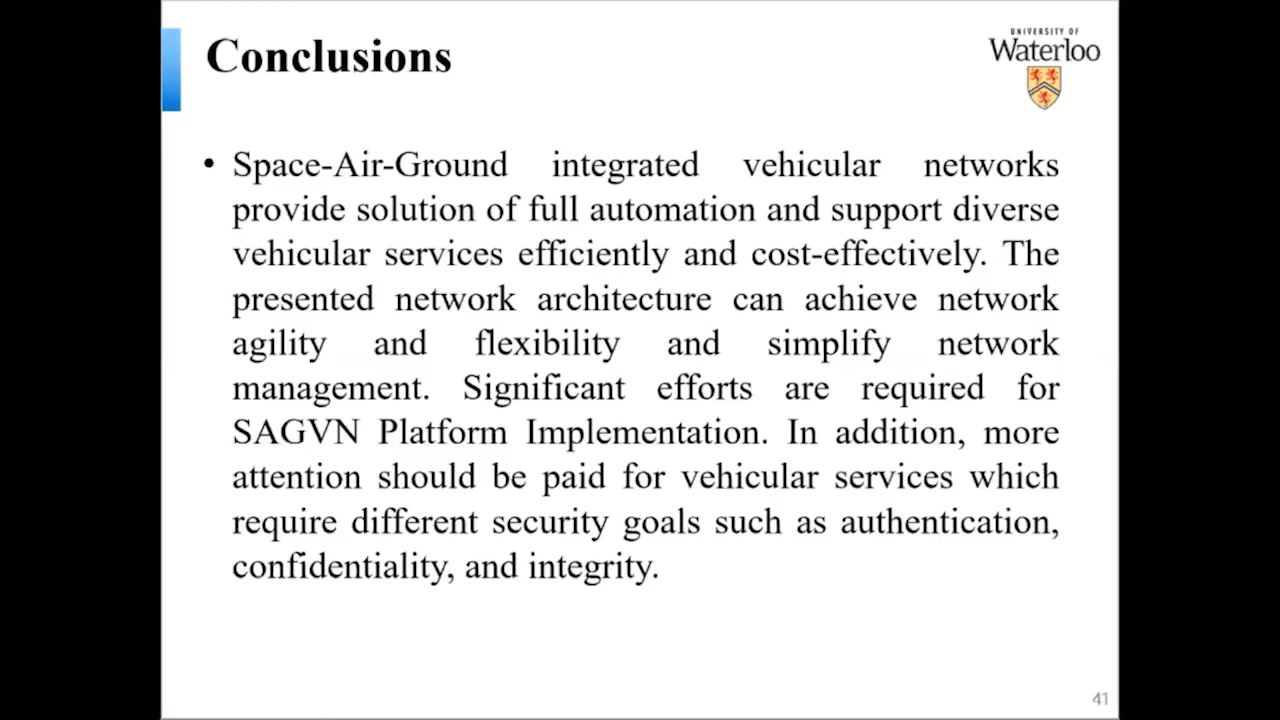 Conclusions
UNIVERSITY OF
Waterloo
• Space-Air-Ground integrated vehicular networks
provide solution of full automation and support diverse
vehicular services efficiently and cost-effectively. The
presented network architecture can achieve network
agility and flexibility and simplify network
management. Significant efforts are required for
SAGVN Platform Implementation. In addition, more
attention should be paid for vehicular services which
require different security goals such as authentication,
confidentiality, and integrity.
41